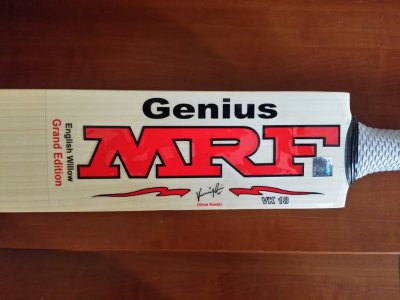 Genius
MRF
English Willow
Grand Edition
(Virat Kohli)
VK 18